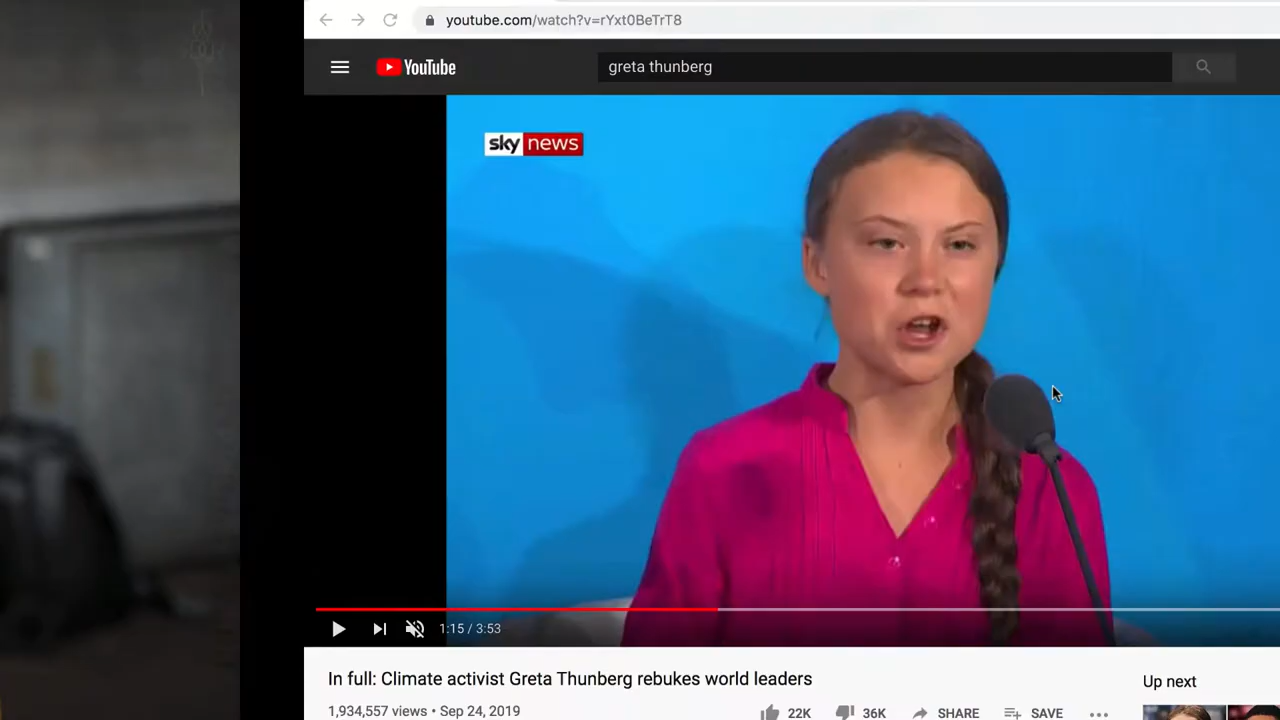 youtube.com/watch?v=rYxt0BeTrT8
YouTube
greta thunberg
sky news
1:15 / 3:53
In full: Climate activist Greta Thunberg rebukes world leaders
Up next
1,934,557 views • Sep 24, 2019
22K
36K
SHARE
SAVE